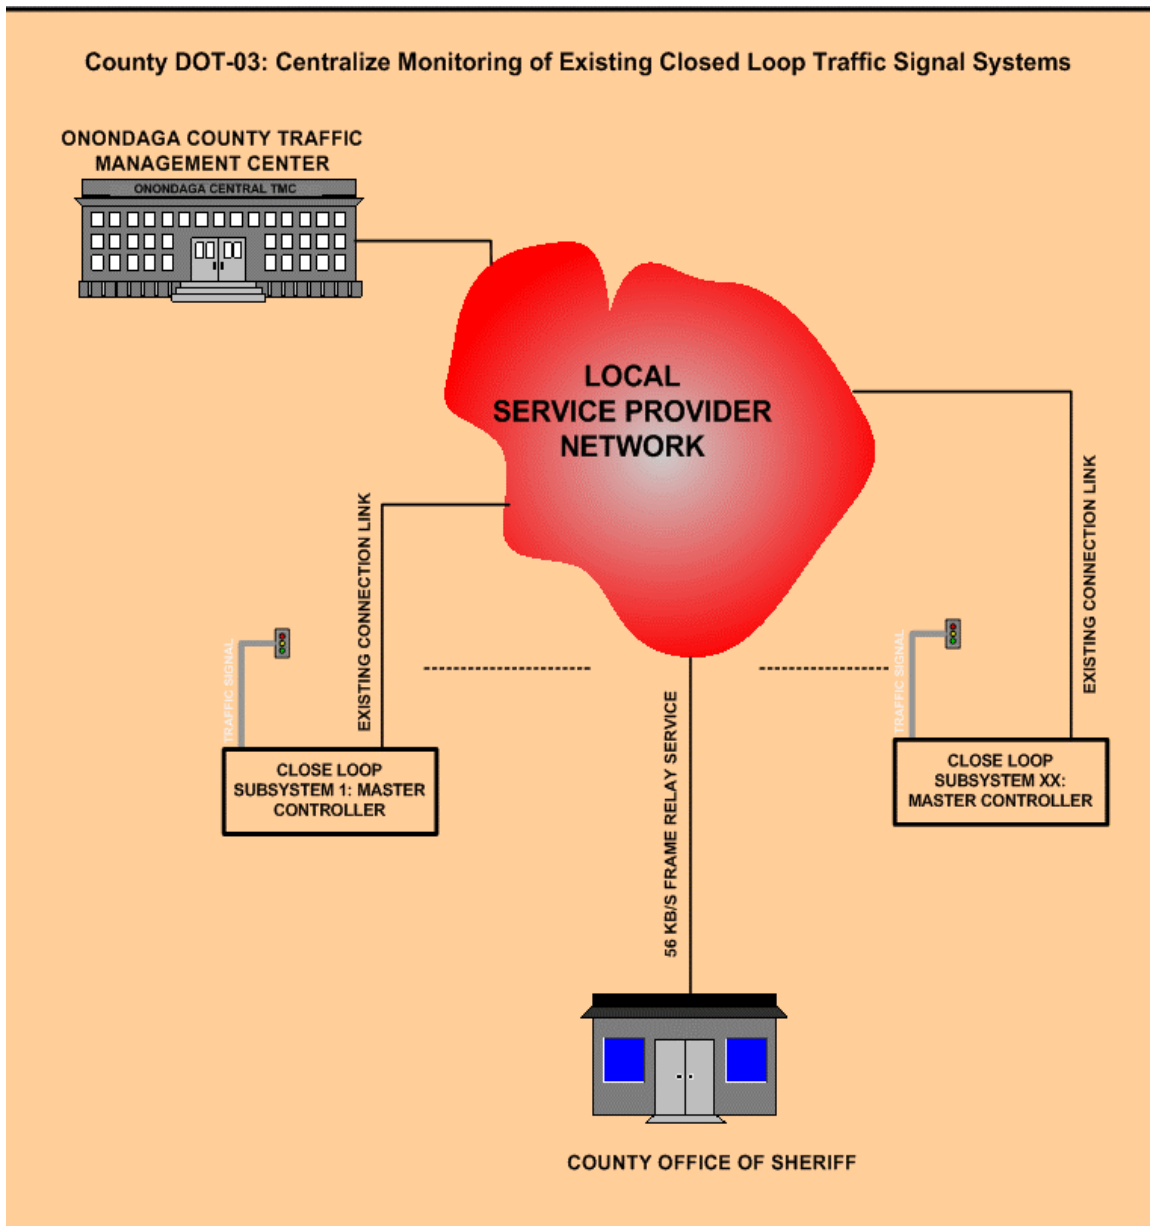 County DOT-03: Centralize Monitoring of Existing Closed Loop Traffic Signal Systems
ONONDAGA COUNTY TRAFFIC
MANAGEMENT CENTER
ONONDAGA CENTRAL TMC
LOCAL
SERVICE PROVIDER
NETWORK
EXISTING CONNECTION LINK
EXISTING CONNECTION LINK
TRAFFIC SIGNAL
TRAFFIC SIGNAL
CLOSE LOOP
SUBSYSTEM 1: MASTER
CONTROLLER
CLOSE LOOP
SUBSYSTEM XX:
MASTER CONTROLLER
56 KB/S FRAME RELAY SERVICE
COUNTY OFFICE OF SHERIFF